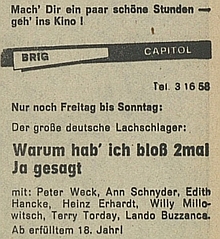 Mach' Dir ein paar schöne Stunden —
geh' ins Kino !
BRIG CAPITOL
Tel. 3 16 58
Nur noch Freitag bis Sonntag:
Der große deutsche Lachschlager:
Warum hab' ich bloß 2mal
Ja gesagt
mit: Peter Weck, Ann Schnyder, Edith
Hancke, Heinz Erhardt, Willy Millo-
witsch, Terry Torday, Lando Buzzanca.
Ab erfülltem 18. Jahr!